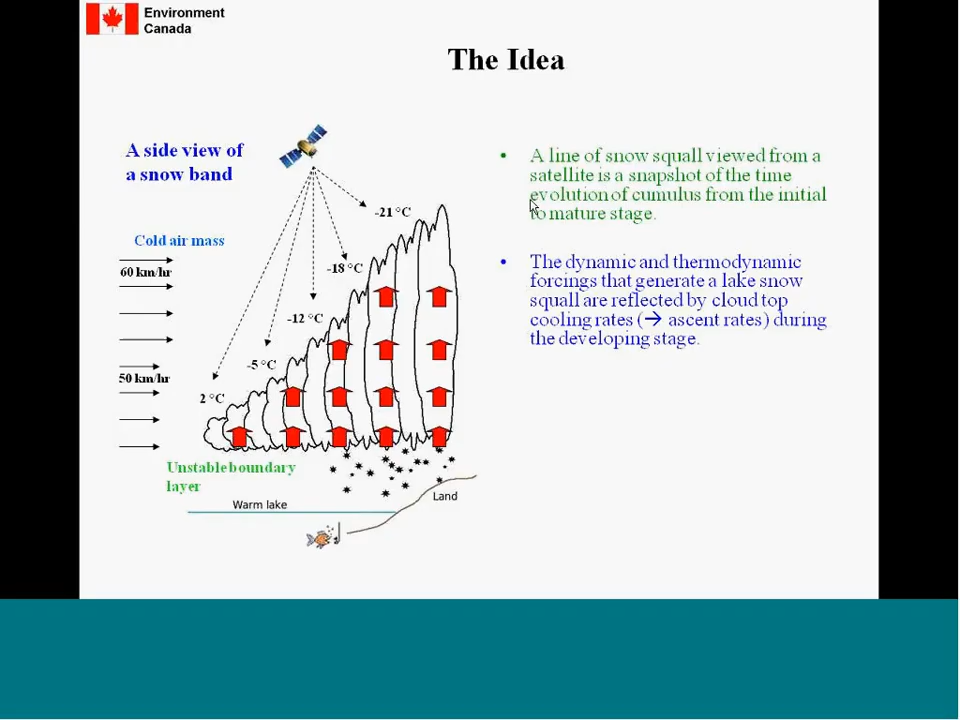 Environment
Canada
The Idea
A side view of
a snow band
Cold air mass
60 km/hr
50 km/hr
-21 °C
-18 °C
-12 °C
-5 °C
2 °C
Unstable boundary
layer
Warm lake
Land
• A line of snow squall viewed from a
satellite is a snapshot of the time
evolution of cumulus from the initial
to mature stage.
• The dynamic and thermodynamic
forcings that generate a lake snow
squall are reflected by cloud top
cooling rates (→ ascent rates) during
the developing stage.